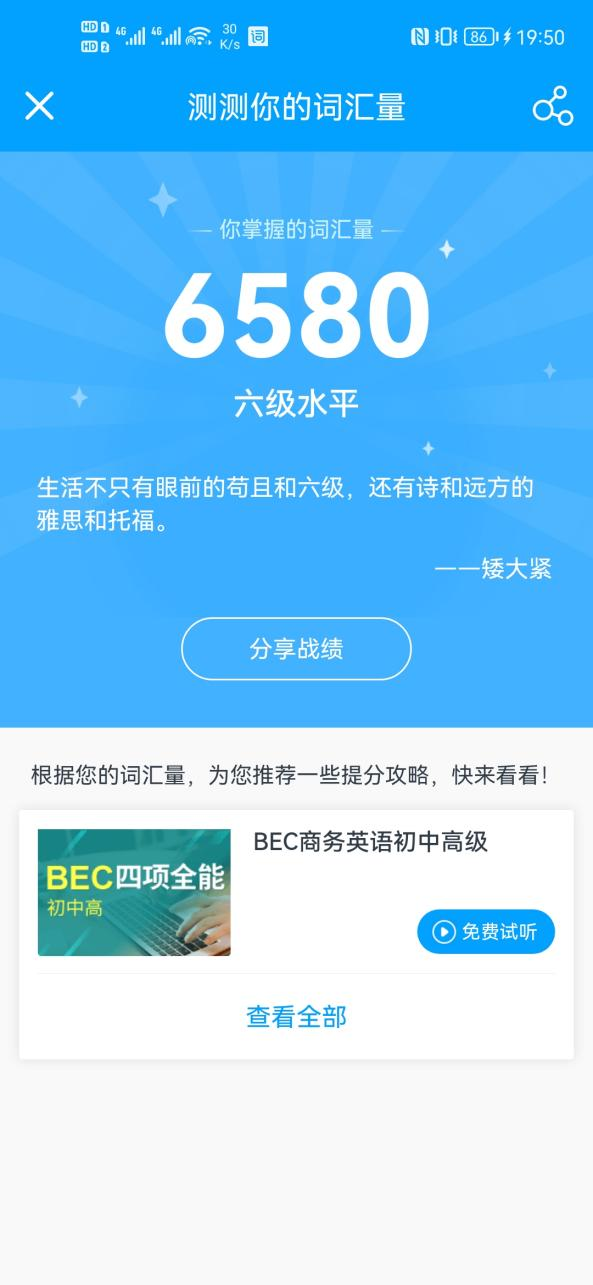 HD 1 4G 4G 30 词 86 19:50
HD 2 K/s
测测你的词汇量
你掌握的词汇量
6580
六级水平
生活不只有眼前的苟且和六级，还有诗和远方的
雅思和托福。
——矮大紧
分享战绩
根据您的词汇量，为您推荐一些提分攻略，快来看看！
BEC商务英语初中高级
BEC四项全能
初中高
免费试听
查看全部